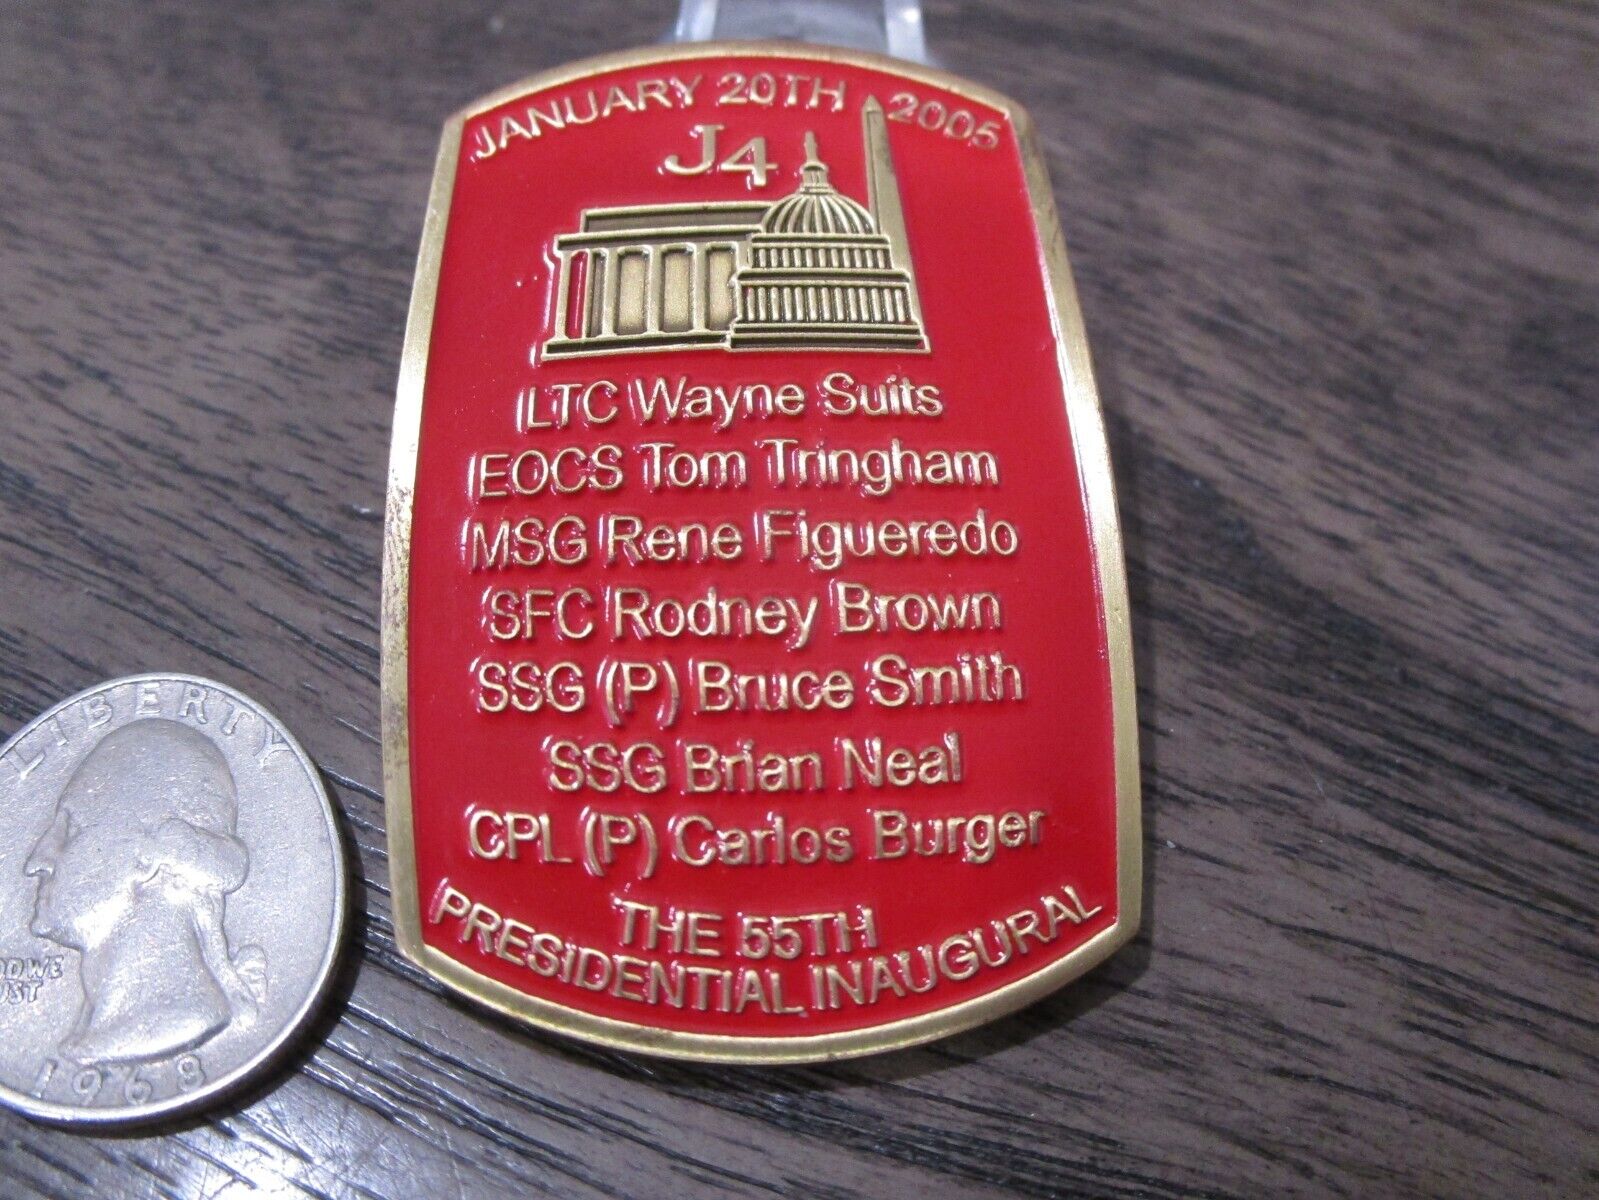 JANUARY 20TH 2005
J4
LTC Wayne Suits
EOCS Tom Tringham
MSG Rene Figueredo
SFC Rodney Brown
SSG (P) Bruce Smith
SSG Brian Neal
CPL (P) Carlos Burger
THE 55TH
PRESIDENTIAL INAUGURAL
LIBERTY
1968